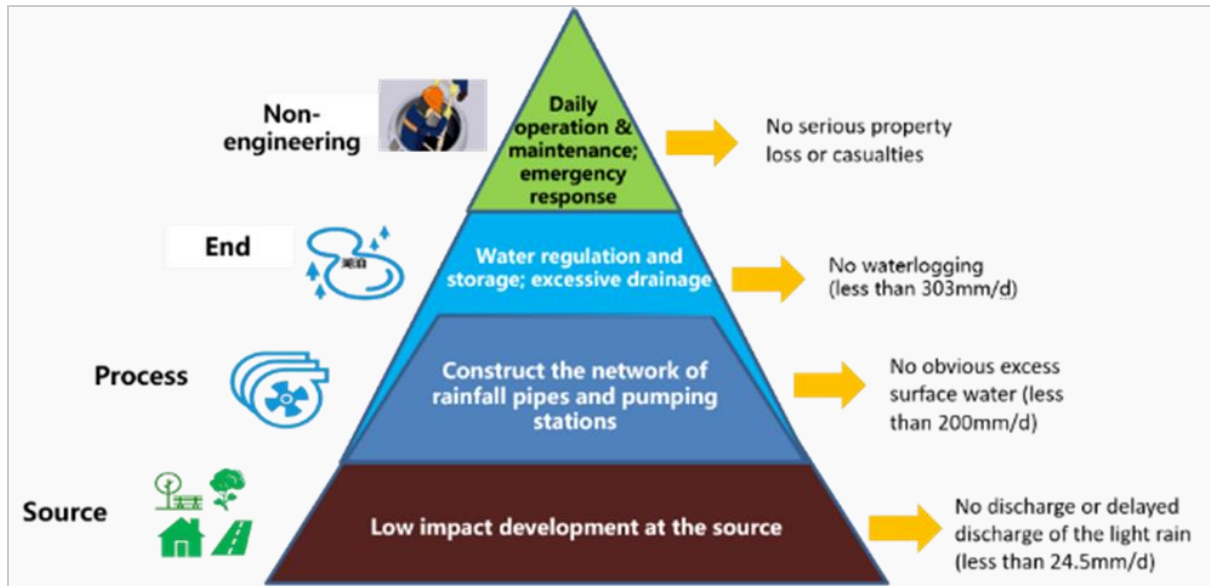 Non-
engineering
Daily
operation &
maintenance;
emergency
response
No serious property
loss or casualties
End
Water regulation and
storage; excessive drainage
No waterlogging
(less than 303mm/d)
Process
Construct the network of
rainfall pipes and pumping
stations
No obvious excess
surface water (less
than 200mm/d)
Source
Low impact development at the source
No discharge or delayed
discharge of the light rain
(less than 24.5mm/d)